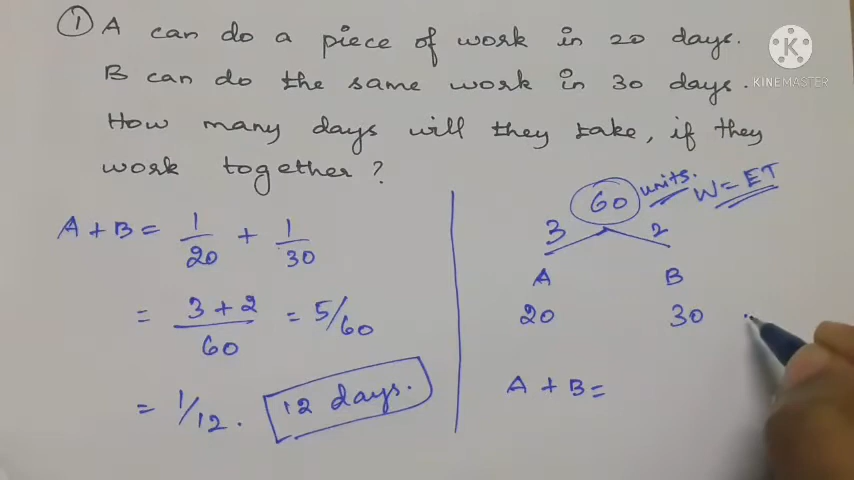 ① A can do a piece of work in 20 days.
B can do the same work in 30 days.
How many days will they take, if they
work together?
A + B = 1/20 + 1/30
= 3 + 2/60 = 5/60
= 1/12. 12 days.
60 units. W = ET
3 2
A B
20 30
A + B =
K
KINEMASTER